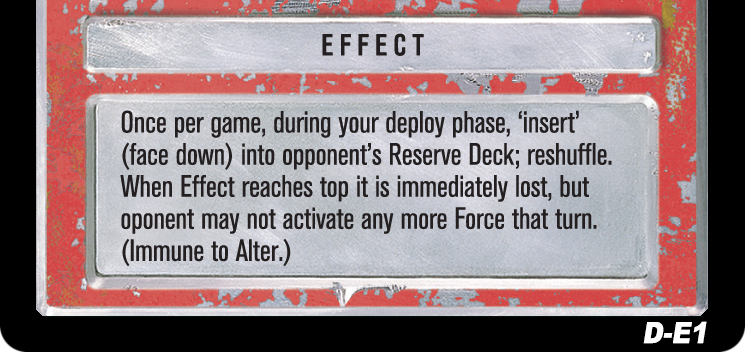 EFFECT
Once per game, during your deploy phase, ‘insert’
(face down) into opponent’s Reserve Deck; reshuffle.
When Effect reaches top it is immediately lost, but
oponent may not activate any more Force that turn.
(Immune to Alter.)
D-E1